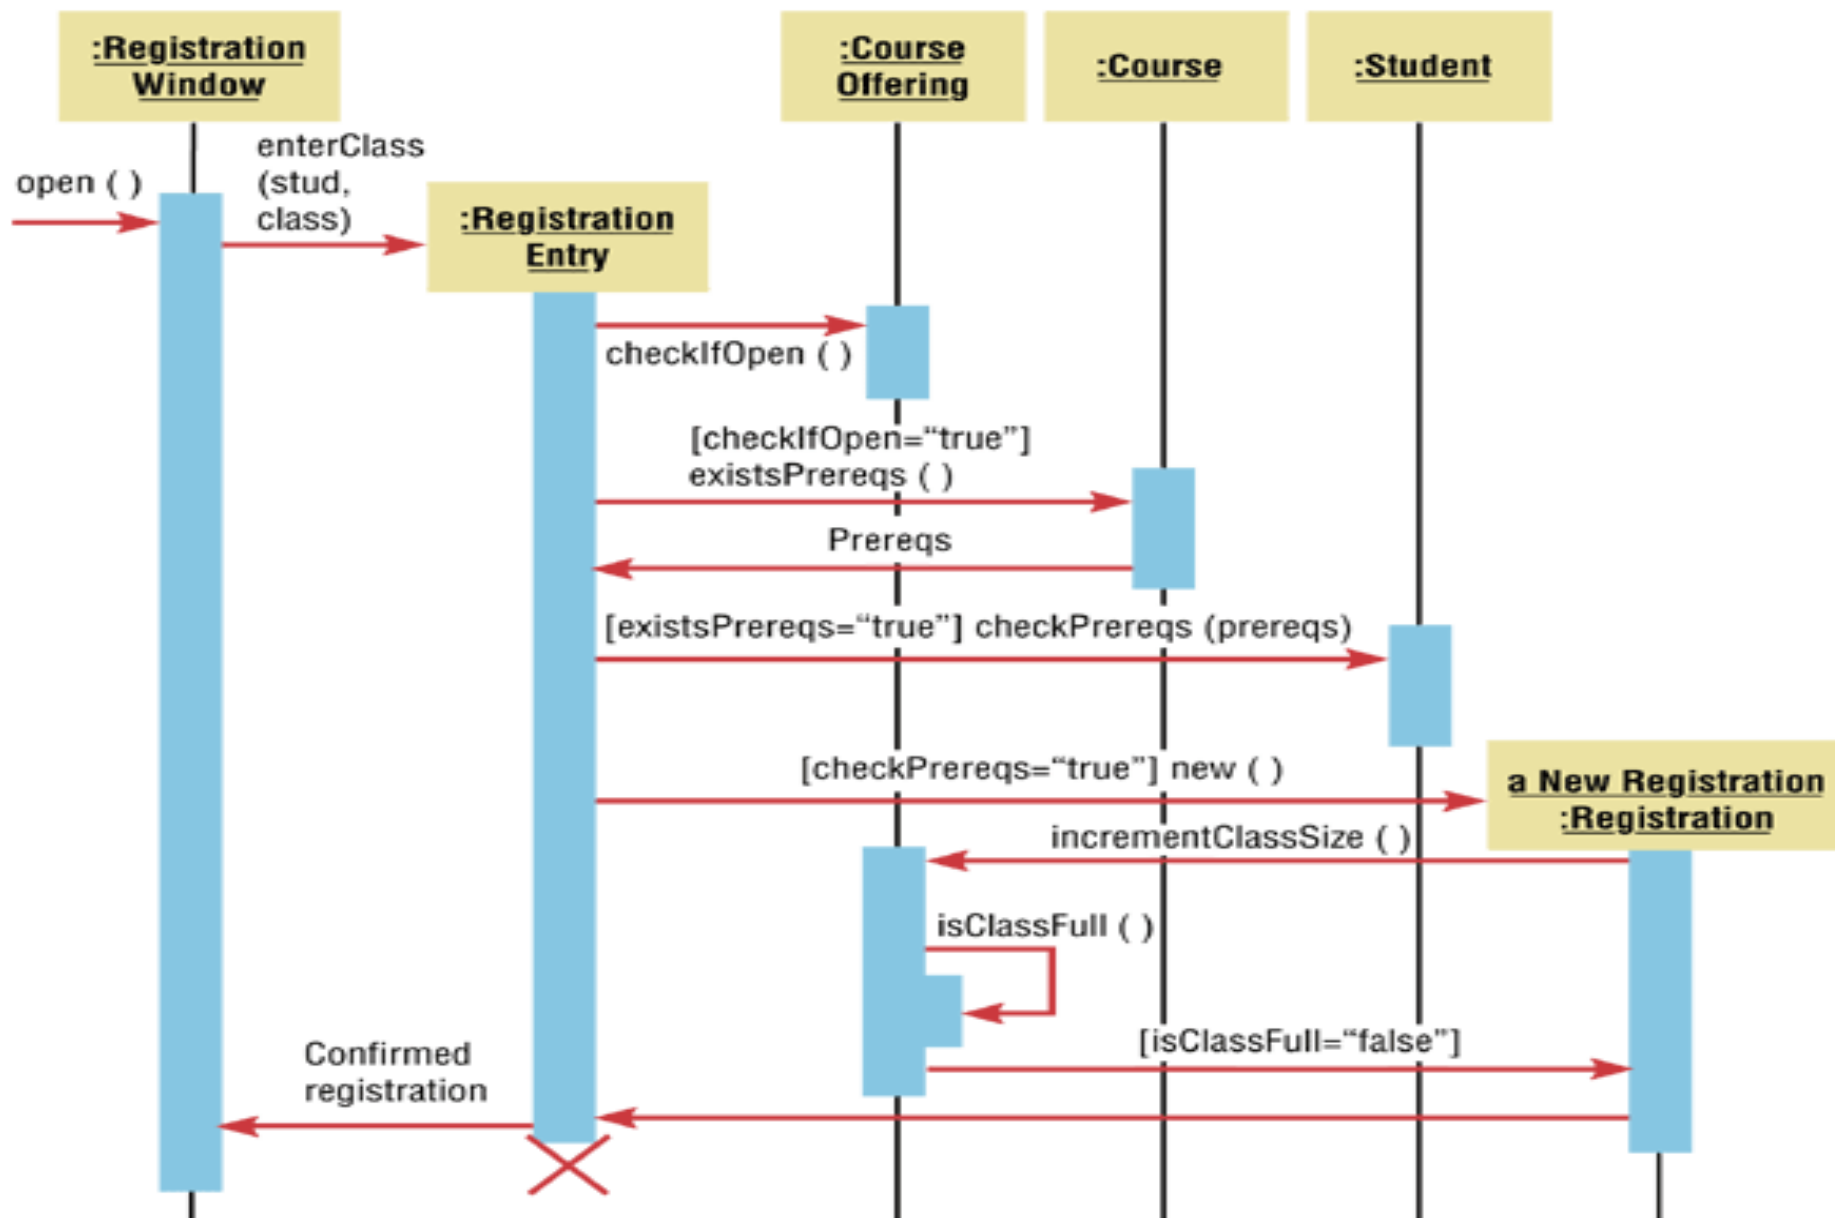 :Registration
Window
:Course
Offering
:Course
:Student
open ( )
enterClass
(stud,
class)
:Registration
Entry
checkIfOpen ( )
[checkIfOpen=“true”]
existsPrereqs ( )
Prereqs
[existsPrereqs=“true”] checkPrereqs (prereqs)
[checkPrereqs=“true”] new ( )
a New Registration
:Registration
incrementClassSize ( )
isClassFull ( )
[isClassFull=“false”]
Confirmed
registration